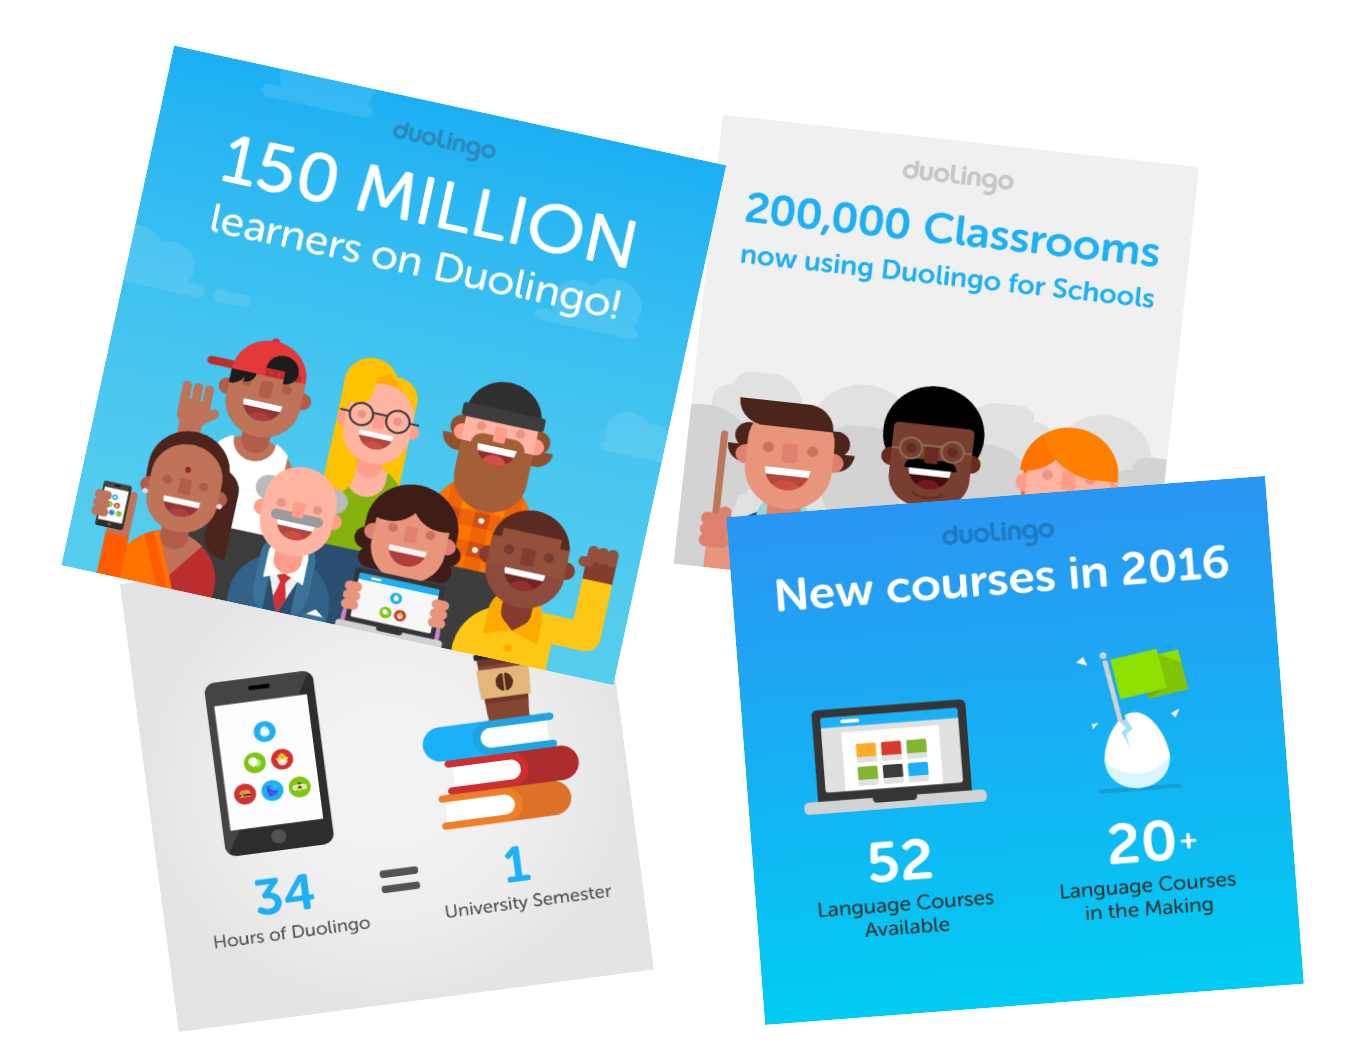 duolingo
150 MILLION
learners on Duolingo!
duolingo
200,000 Classrooms
now using Duolingo for Schools
34
Hours of Duolingo
=
1
University Semester
duolingo
New courses in 2016
52
Language Courses
Available
20+
Language Courses
in the Making